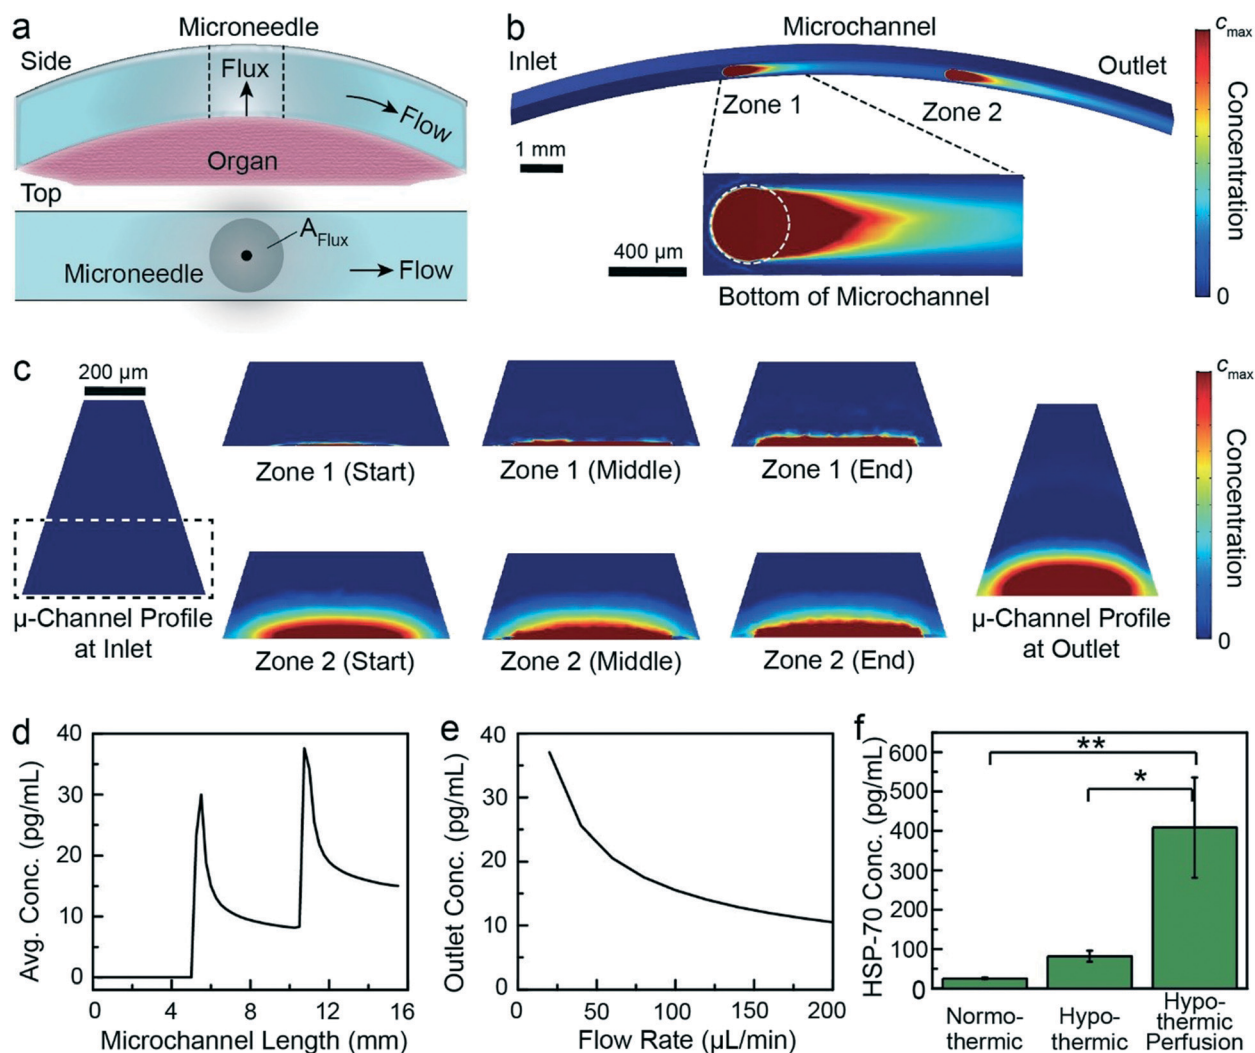 a
Microneedle
Side
Flux
Flow
Organ
Top
A_Flux
Microneedle
Flow
b
Microchannel
Inlet
Outlet
Zone 1
Zone 2
1 mm
400 µm
Bottom of Microchannel
c_max
Concentration
0
c
200 µm
µ-Channel Profile
at Inlet
Zone 1 (Start)
Zone 1 (Middle)
Zone 1 (End)
Zone 2 (Start)
Zone 2 (Middle)
Zone 2 (End)
µ-Channel Profile
at Outlet
c_max
Concentration
0
d
Avg. Conc. (pg/mL)
40
30
20
10
0
0 4 8 12 16
Microchannel Length (mm)
e
Outlet Conc. (pg/mL)
40
30
20
10
0
0 50 100 150 200
Flow Rate (µL/min)
f
HSP-70 Conc. (pg/mL)
600
500
400
300
200
100
0
**
*
Normo-
thermic
Hypo-
thermic
Hypo-
thermic
Perfusion